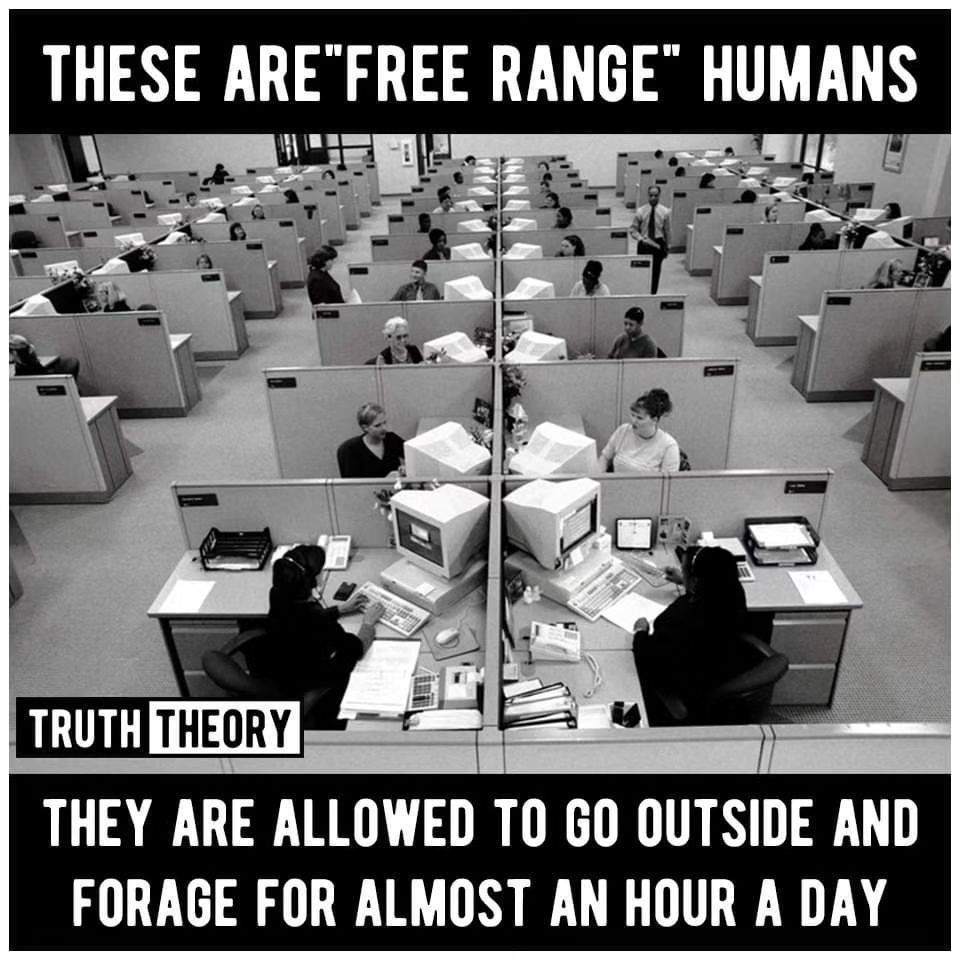 THESE ARE"FREE RANGE" HUMANS
TRUTH THEORY
THEY ARE ALLOWED TO GO OUTSIDE AND
FORAGE FOR ALMOST AN HOUR A DAY